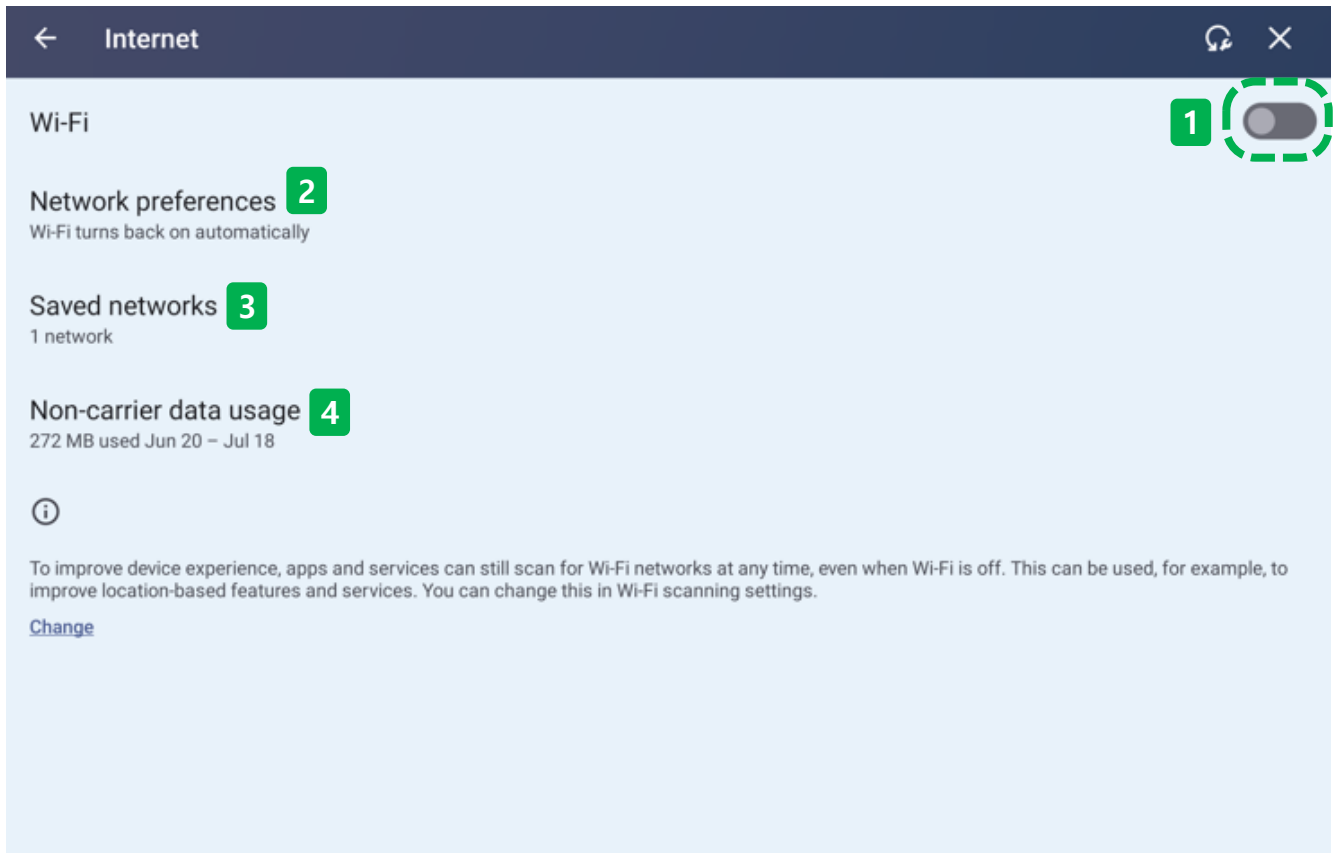 Internet
Wi-Fi
1
Network preferences 2
Wi-Fi turns back on automatically
Saved networks 3
1 network
Non-carrier data usage 4
272 MB used Jun 20 – Jul 18
To improve device experience, apps and services can still scan for Wi-Fi networks at any time, even when Wi-Fi is off. This can be used, for example, to
improve location-based features and services. You can change this in Wi-Fi scanning settings.
Change